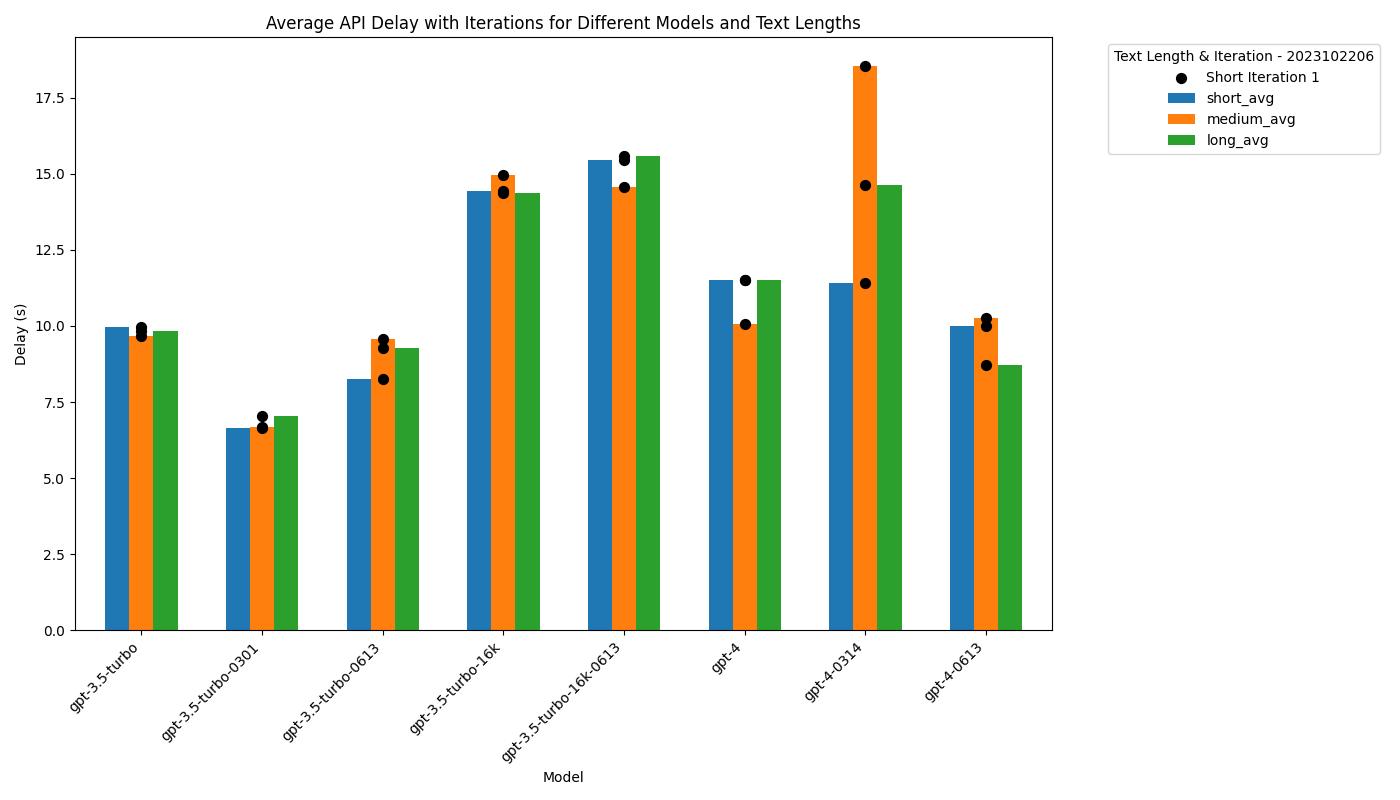 Average API Delay with Iterations for Different Models and Text Lengths
Text Length & Iteration - 2023102206
Short Iteration 1
short_avg
medium_avg
long_avg
Delay (s)
17.5
15.0
12.5
10.0
7.5
5.0
2.5
0.0
gpt-3.5-turbo
gpt-3.5-turbo-0301
gpt-3.5-turbo-0613
gpt-3.5-turbo-16k
gpt-3.5-turbo-16k-0613
gpt-4
gpt-4-0314
gpt-4-0613
Model